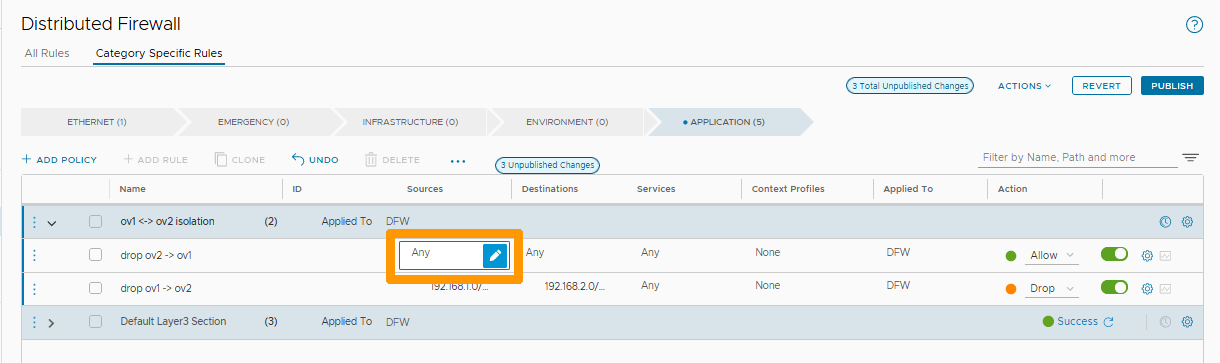 Distributed Firewall
All Rules Category Specific Rules
3 Total Unpublished Changes ACTIONS REVERT PUBLISH
ETHERNET (1) EMERGENCY (0) INFRASTRUCTURE (0) ENVIRONMENT (0) APPLICATION (5)
+ ADD POLICY + ADD RULE CLONE UNDO DELETE ... 3 Unpublished Changes Filter by Name, Path and more
Name ID Sources Destinations Services Context Profiles Applied To Action
ov1 <-> ov2 isolation (2) Applied To DFW
drop ov2 -> ov1 Any Any Any None DFW Allow
drop ov1 -> ov2 192.168.1.0/... 192.168.2.0/... Any None DFW Drop
Default Layer3 Section (3) Applied To DFW Success